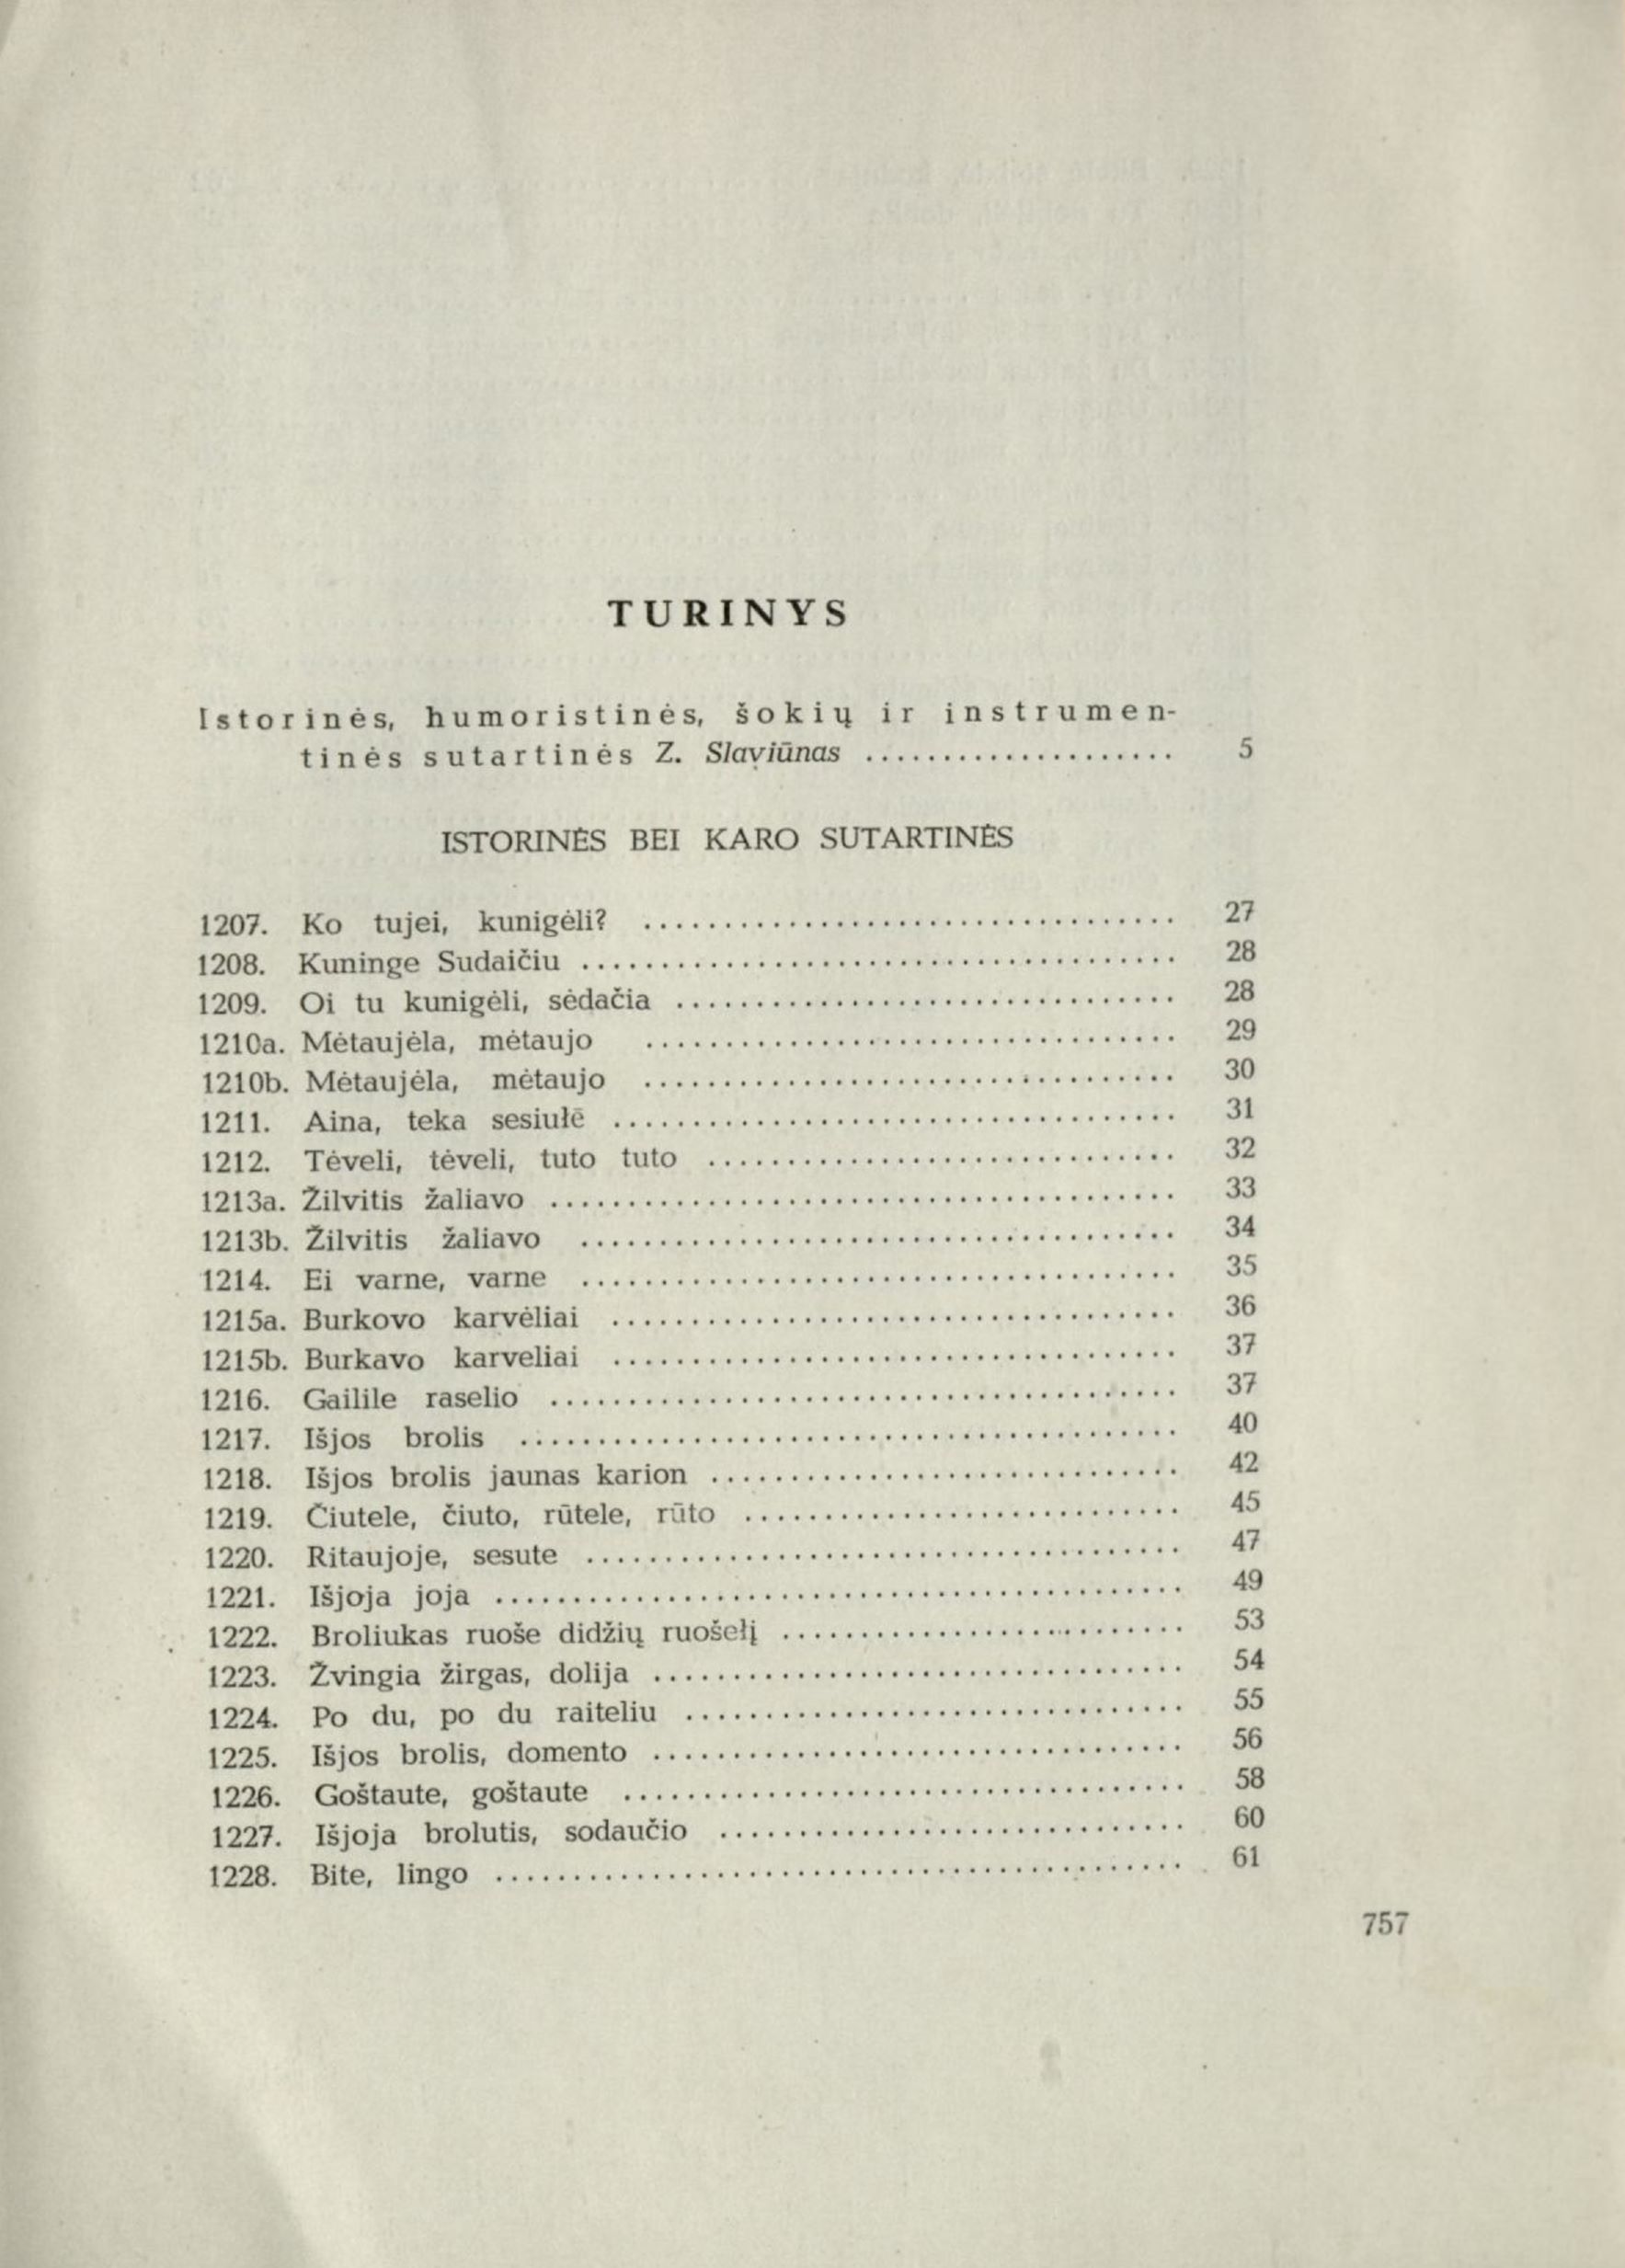 TURINYS
Istorinės, humoristinės, šokių ir instrumen-
tinės sutartinės Z. Slaviūnas .................... 5
ISTORINĖS BEI KARO SUTARTINĖS
1207. Ko tujei, kunigėli? .................................. 27
1208. Kuninge Sudaičiu ...................................... 28
1209. Oi tu kunigėli, sėdačia ................................ 28
1210a. Mėtaujėla, mėtaujo .................................. 29
1210b. Mėtaujėla, mėtaujo .................................. 30
1211. Aina, teka sesiułē .................................... 31
1212. Tėveli, tėveli, tuto tuto .............................. 32
1213a. Žilvitis žaliavo ........................................ 33
1213b. Žilvitis žaliavo ...................................... 34
1214. Ei varne, varne ...................................... 35
1215a. Burkovo karvėliai .................................... 36
1215b. Burkavo karveliai .................................... 37
1216. Gailile raselio ........................................ 37
1217. Išjos brolis .......................................... 40
1218. Išjos brolis jaunas karion .............................. 42
1219. Čiutele, čiuto, rūtele, rūto ............................ 45
1220. Ritaujoje, sesute ...................................... 47
1221. Išjoja joja ............................................ 49
1222. Broliukas ruoše didžių ruošełį .......................... 53
1223. Žvingia žirgas, dolija .................................. 54
1224. Po du, po du raiteliu ................................ 55
1225. Išjos brolis, domento .................................. 56
1226. Goštaute, goštaute .................................... 58
1227. Išjoja brolutis, sodaučio .............................. 60
1228. Bite, lingo ............................................ 61
757